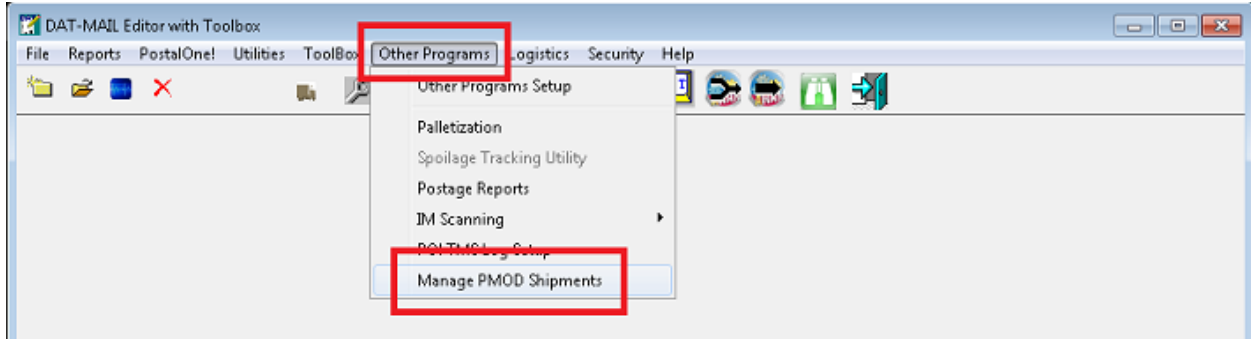 DAT-MAIL Editor with Toolbox
File Reports PostalOne! Utilities ToolBox Other Programs Logistics Security Help
Other Programs Setup
Palletization
Spoilage Tracking Utility
Postage Reports
IM Scanning
Setup
Manage PMOD Shipments